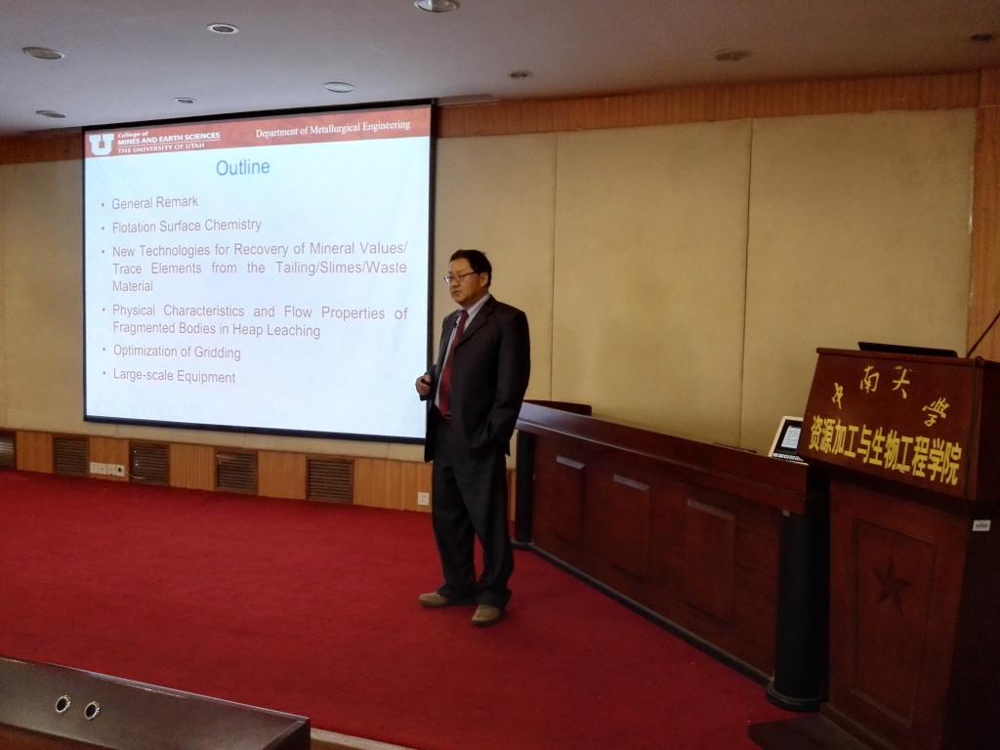 U
College of
MINES AND EARTH SCIENCES
THE UNIVERSITY OF UTAH
Department of Metallurgical Engineering
Outline
• General Remark
• Flotation Surface Chemistry
• New Technologies for Recovery of Mineral Values/
Trace Elements from the Tailing/Slimes/Waste
Material
• Physical Characteristics and Flow Properties of
Fragmented Bodies in Heap Leaching
• Optimization of Gridding
• Large-scale Equipment
南大學
资源加工与生物工程学院